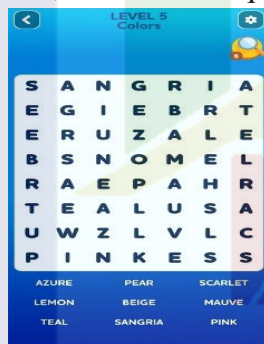 LEVEL 5
Colors
S A N G R I A
E G I E B R T
E R U Z A L E
B S N O M E L
R A E P A H R
T E A L U S A
U W Z L V L C
P I N K E S S
AZURE PEAR SCARLET
LEMON BEIGE MAUVE
TEAL SANGRIA PINK